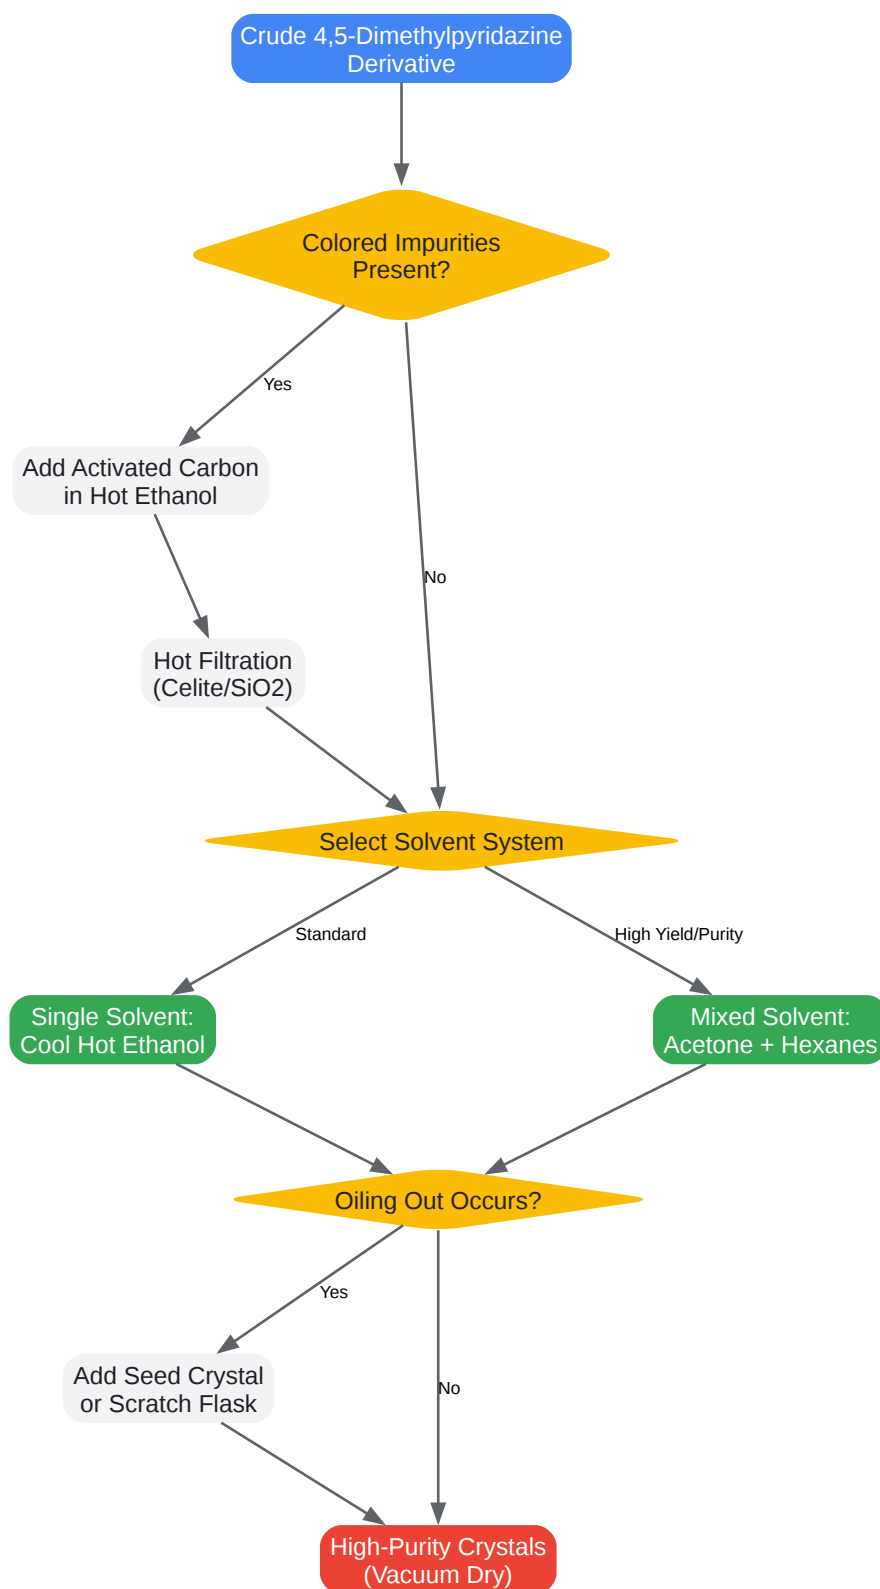 Crude 4,5-Dimethylpyridazine
Derivative
Colored Impurities
Present?
Yes
Add Activated Carbon
in Hot Ethanol
No
Hot Filtration
(Celite/SiO2)
Select Solvent System
Standard
High Yield/Purity
Single Solvent:
Cool Hot Ethanol
Mixed Solvent:
Acetone + Hexanes
Oiling Out Occurs?
Yes
Add Seed Crystal
or Scratch Flask
No
High-Purity Crystals
(Vacuum Dry)